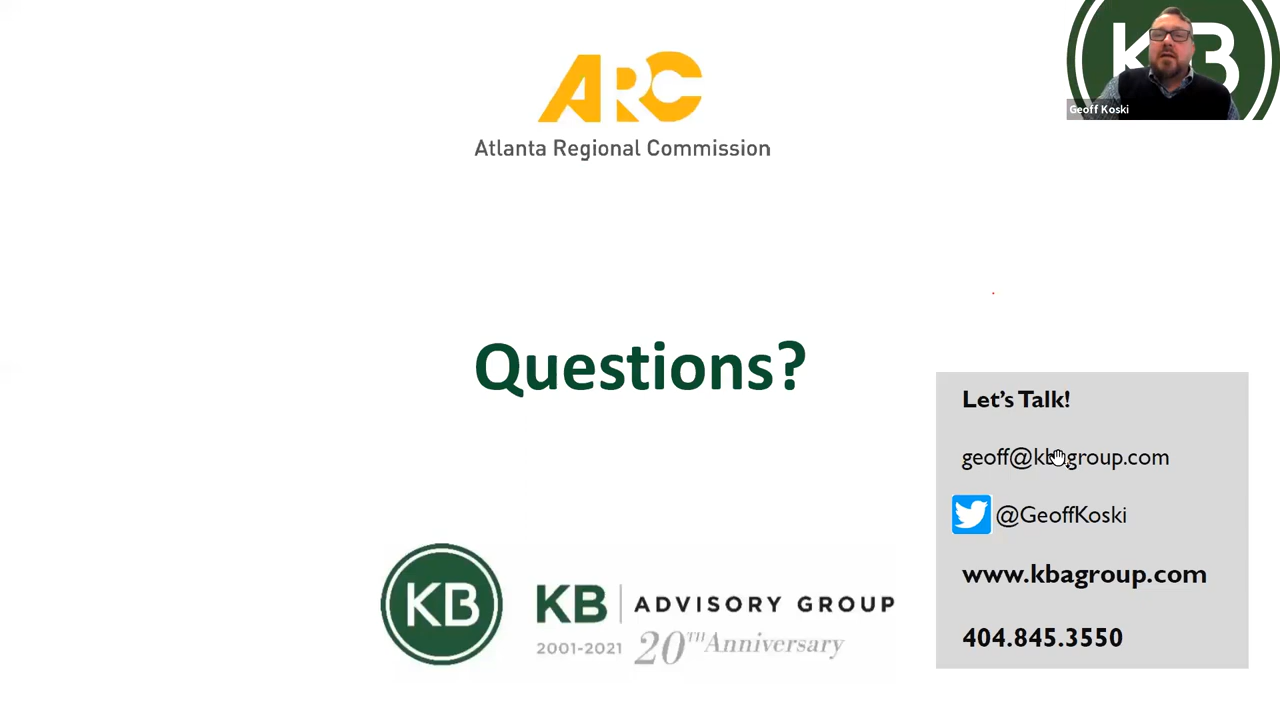 ARC
Atlanta Regional Commission
KB
Geoff Koski
Questions?
Let's Talk!
geoff@kbagroup.com
@GeoffKoski
www.kbagroup.com
404.845.3550
KB
KB ADVISORY GROUP
2001-2021 20TH Anniversary